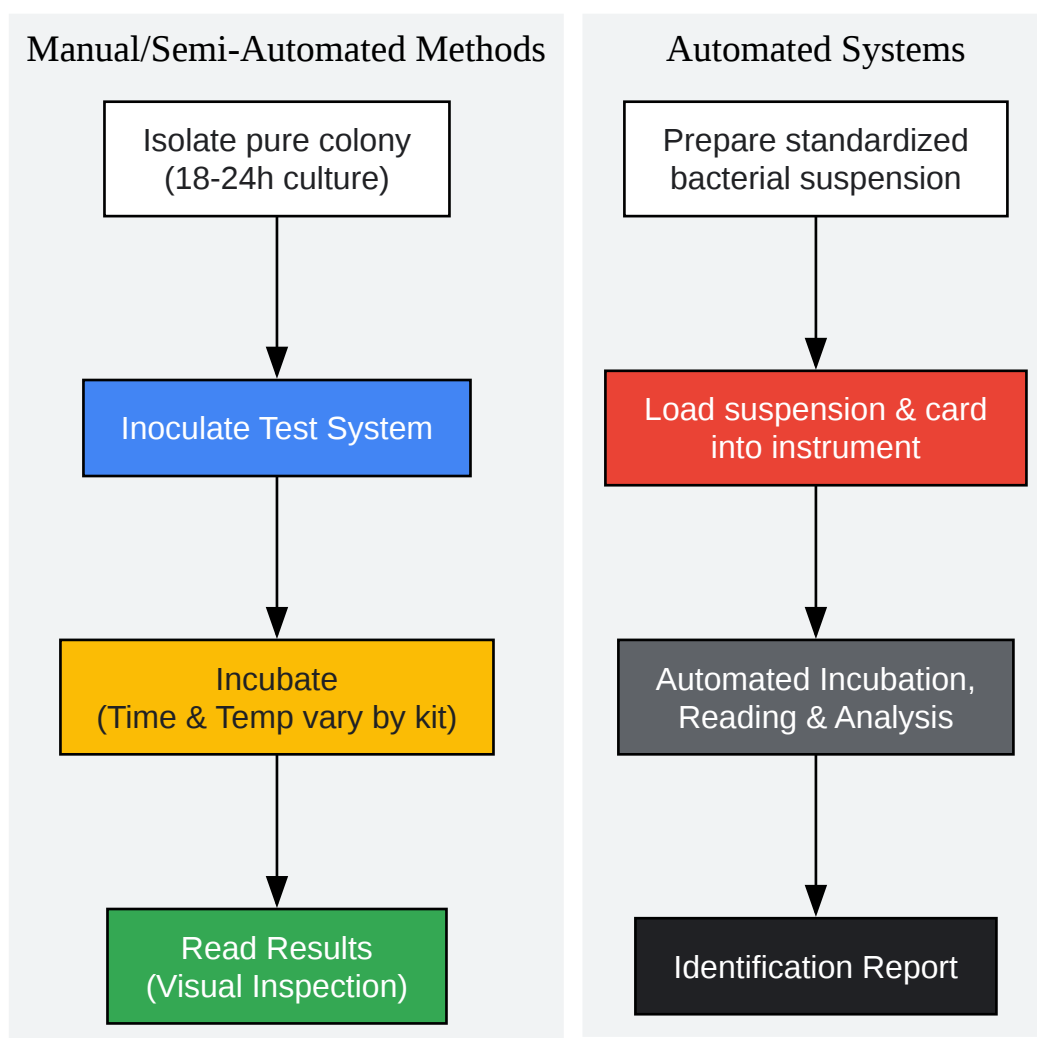 Manual/Semi-Automated Methods
Isolate pure colony
(18-24h culture)
Inoculate Test System
Incubate
(Time & Temp vary by kit)
Read Results
(Visual Inspection)
Automated Systems
Prepare standardized
bacterial suspension
Load suspension & card
into instrument
Automated Incubation,
Reading & Analysis
Identification Report